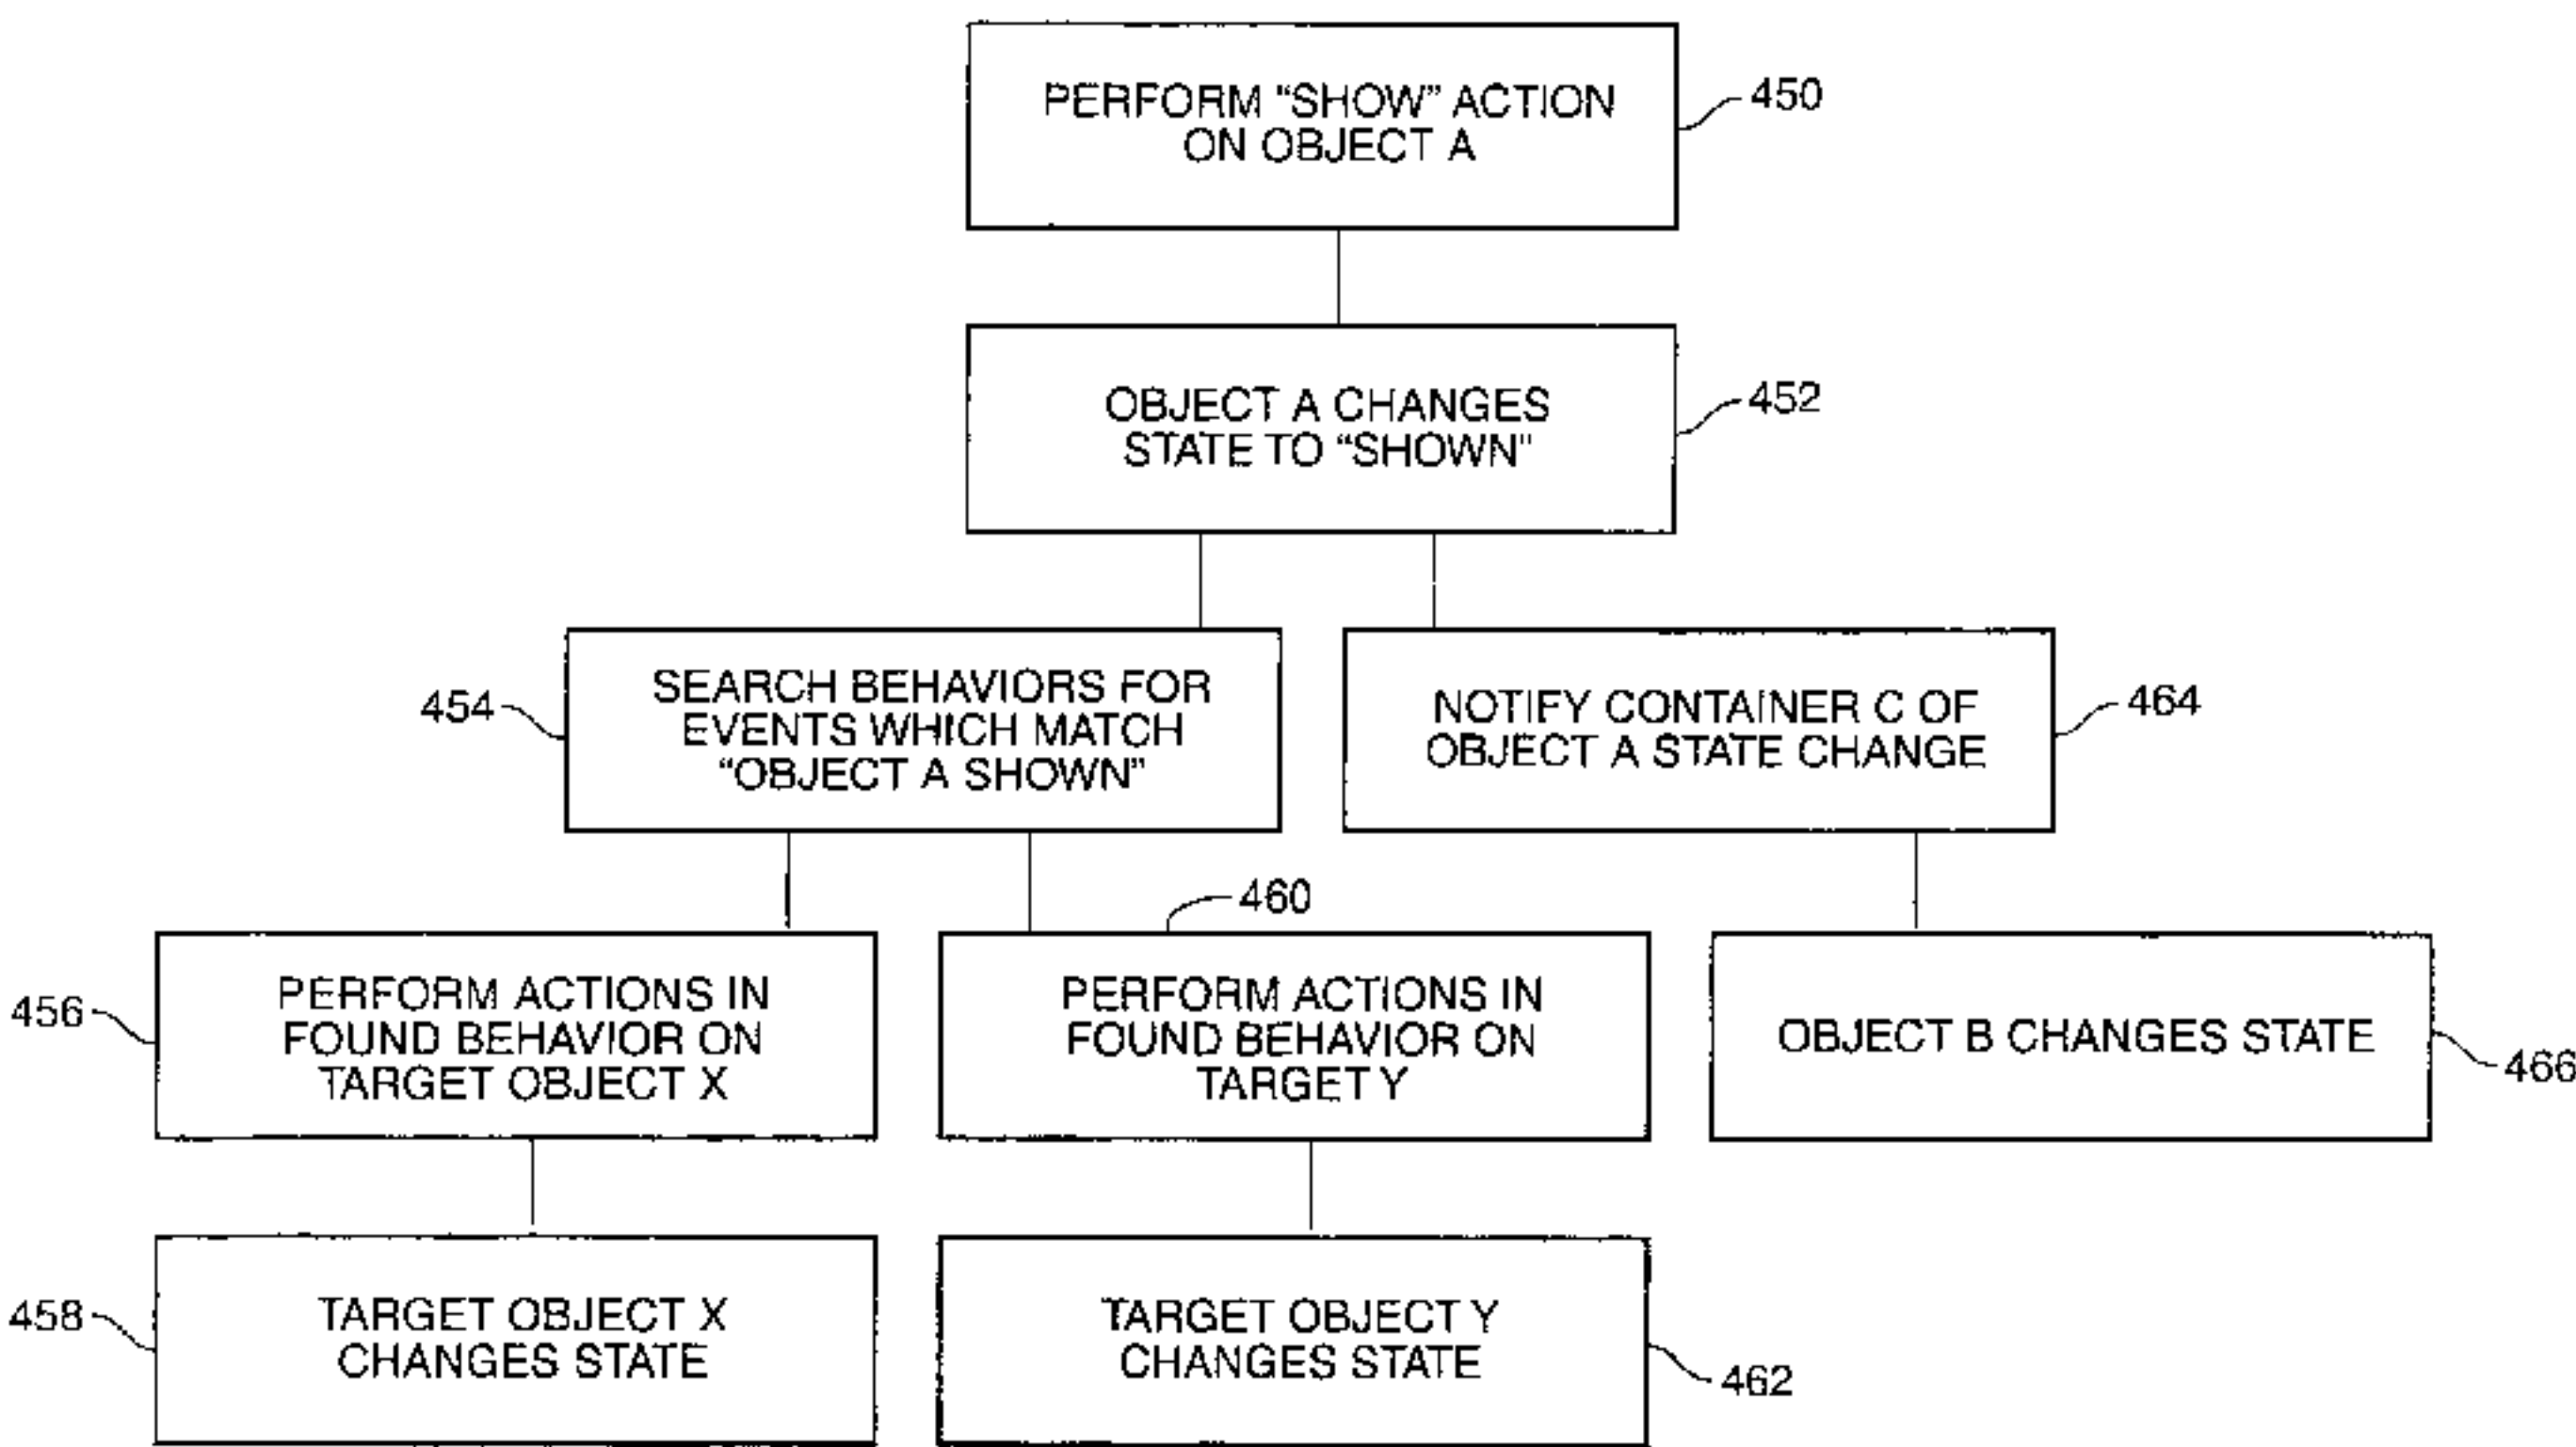 PERFORM “SHOW” ACTION
ON OBJECT A
450
OBJECT A CHANGES
STATE TO “SHOWN”
452
454
SEARCH BEHAVIORS FOR
EVENTS WHICH MATCH
“OBJECT A SHOWN”
NOTIFY CONTAINER C OF
OBJECT A STATE CHANGE
464
456
PERFORM ACTIONS IN
FOUND BEHAVIOR ON
TARGET OBJECT X
460
PERFORM ACTIONS IN
FOUND BEHAVIOR ON
TARGET Y
OBJECT B CHANGES STATE
466
458
TARGET OBJECT X
CHANGES STATE
TARGET OBJECT Y
CHANGES STATE
462